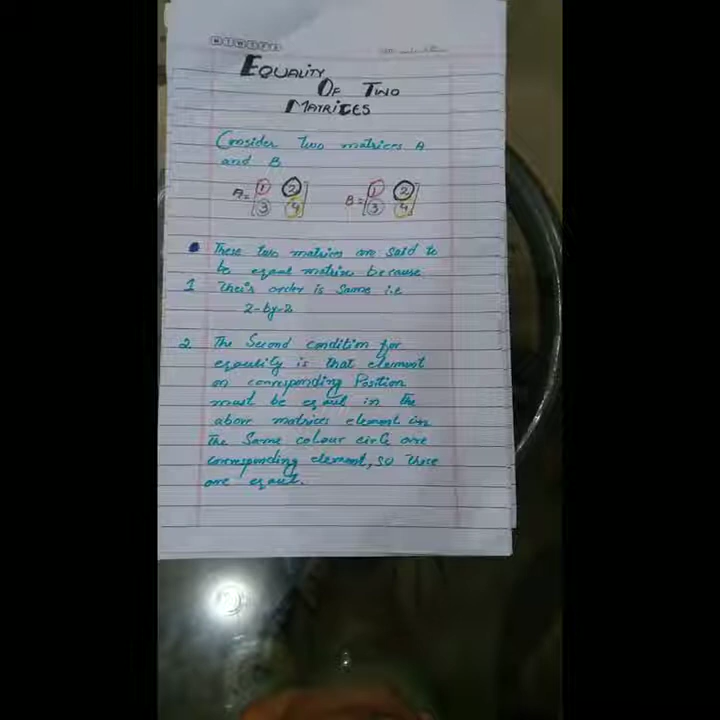 M T W T F S
EQUALITY
OF TWO
MATRICES
Consider two matrices A
and B
A= [1 2
3 4]
B= [1 2
3 4]
These two matrices are said to
be equal matrix because
1 Their order is same i.e
2-by-2
2. The Second condition for
equality is that element
on corresponding Position
must be equal in the
above matrices element in
the Same colour circle are
corresponding element, so these
are equal.